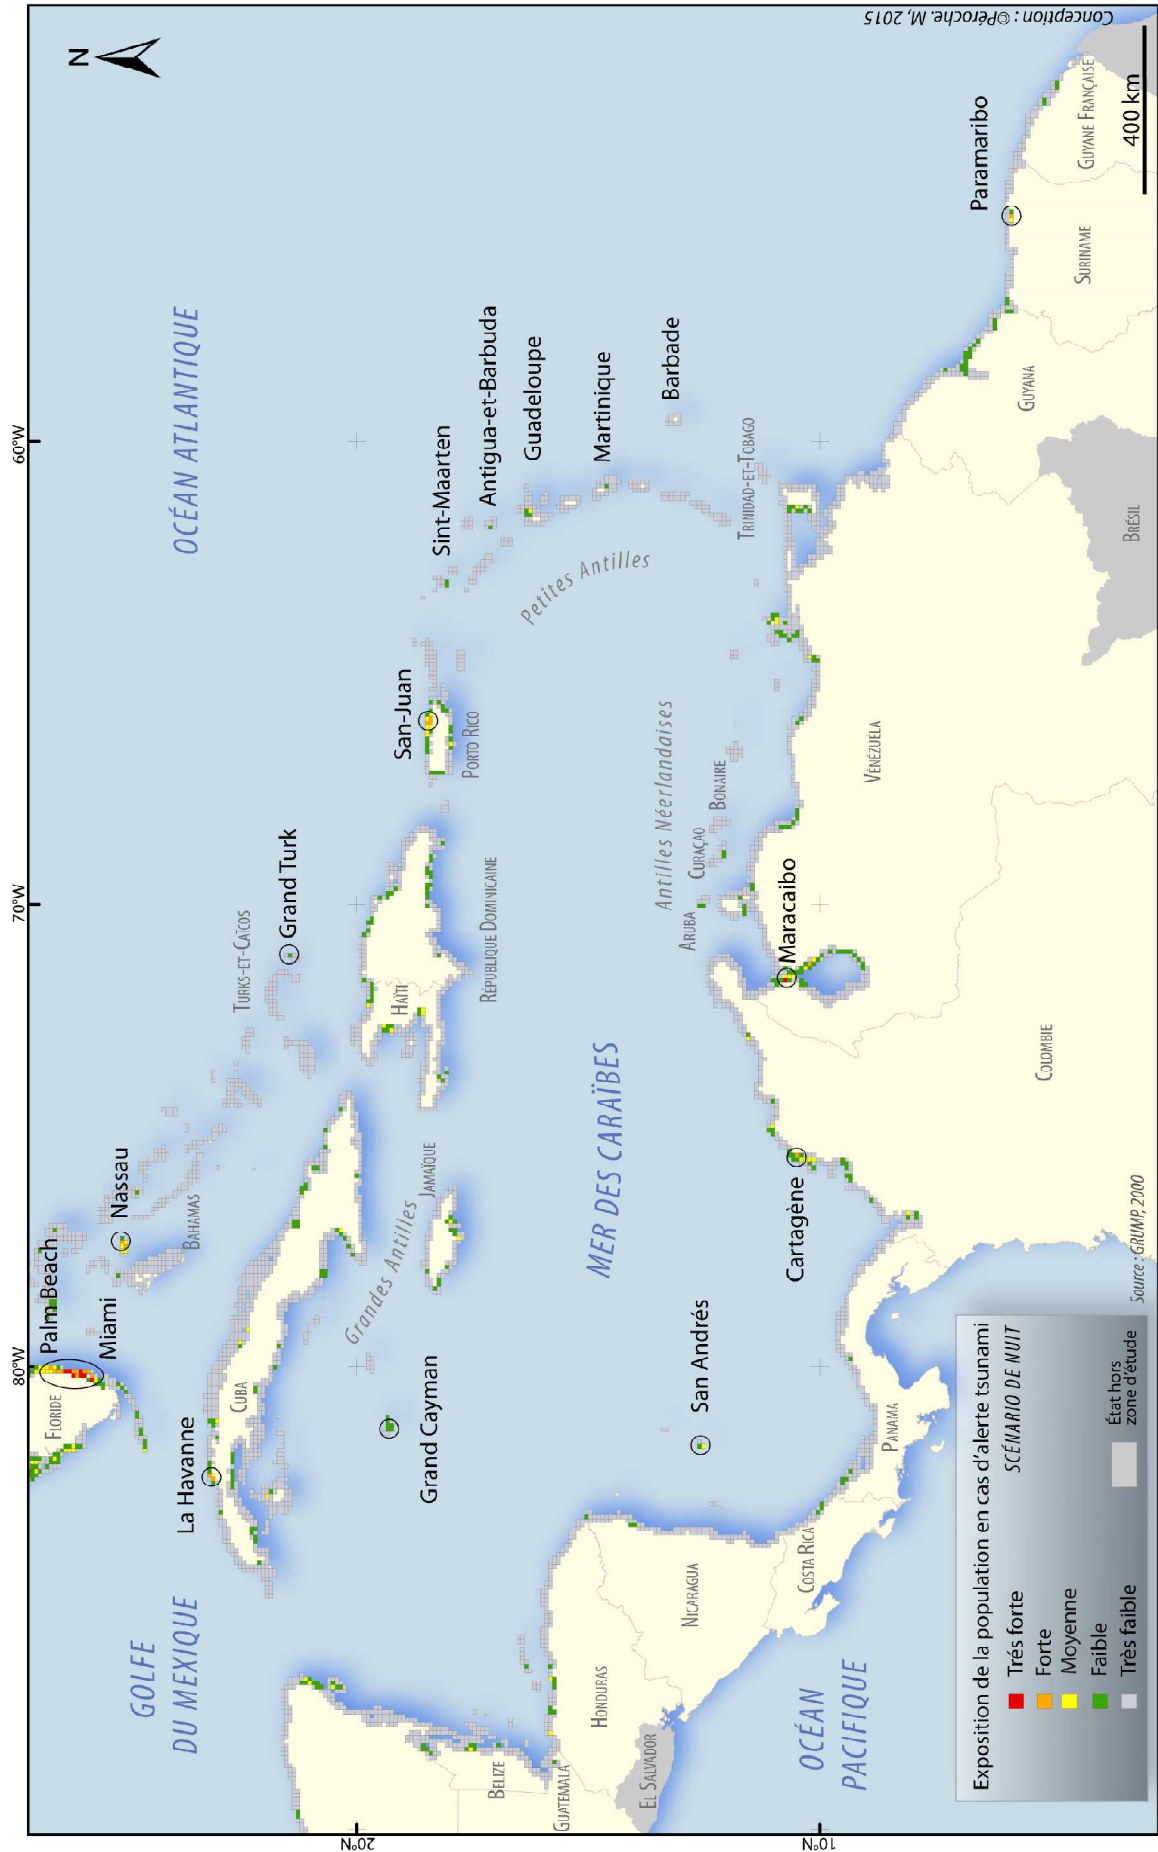 60°W
70°W
80°W
20°N
10°N
N
OCÉAN ATLANTIQUE
GOLFE
DU MEXIQUE
MER DES CARAÏBES
OCÉAN
PACIFIQUE
Palm Beach
Miami
FLORIDE
Nassau
BAHAMAS
La Havanne
CUBA
TURKS-ET-CAÏCOS
Grand Turk
Grand Cayman
Grandes Antilles
JAMAÏQUE
HAÏTI
RÉPUBLIQUE DOMINICAINE
San-Juan
PORTO RICO
Sint-Maarten
Antigua-et-Barbuda
Guadeloupe
Martinique
Barbade
Petites Antilles
TRINIDAD-ET-TOBAGO
Antilles Néerlandaises
ARUBA
CURAÇAO
BONAIRE
San Andrés
Cartagène
Maracaibo
Paramaribo
BELIZE
GUATEMALA
HONDURAS
EL SALVADOR
NICARAGUA
COSTA RICA
PANAMA
COLOMBIE
VÉNÉZUELA
BRÉSIL
GUYANA
SURINAME
GUYANE FRANÇAISE
Exposition de la population en cas d'alerte tsunami
SCÉNARIO DE NUIT
Trés forte
Forte
Moyenne
Faible
Très faible
État hors
zone d'étude
Source : GRUMP, 2000
400 km
Conception : ©Péroche. M, 2015